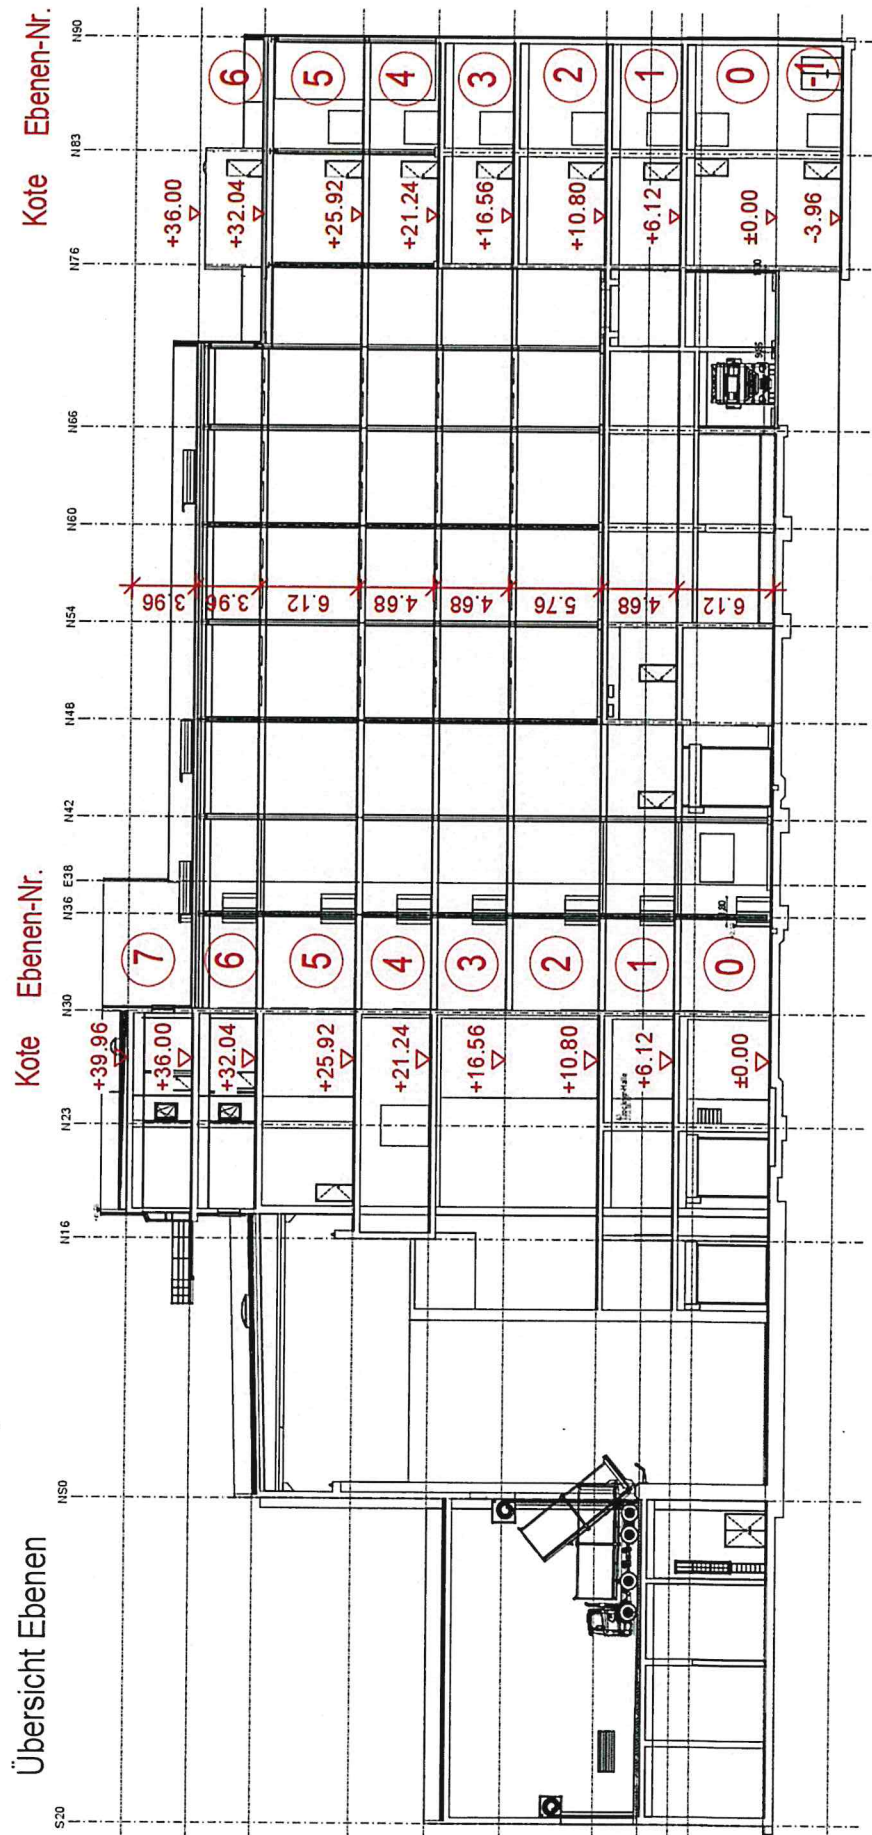 Übersicht Ebenen
Kote Ebenen-Nr.
Kote Ebenen-Nr.
S20
NS0
N16
N23
N30
N36
E38
N42
N48
N54
N60
N66
N76
N83
N90
+39.96
+36.00
7
+32.04
6
+25.92
5
+21.24
4
+16.56
3
+10.80
2
+6.12
1
±0.00
0
3.96
3.96
6.12
4.68
4.68
5.76
4.68
6.12
+36.00
+32.04
6
+25.92
5
+21.24
4
+16.56
3
+10.80
2
+6.12
1
±0.00
0
-3.96
-1